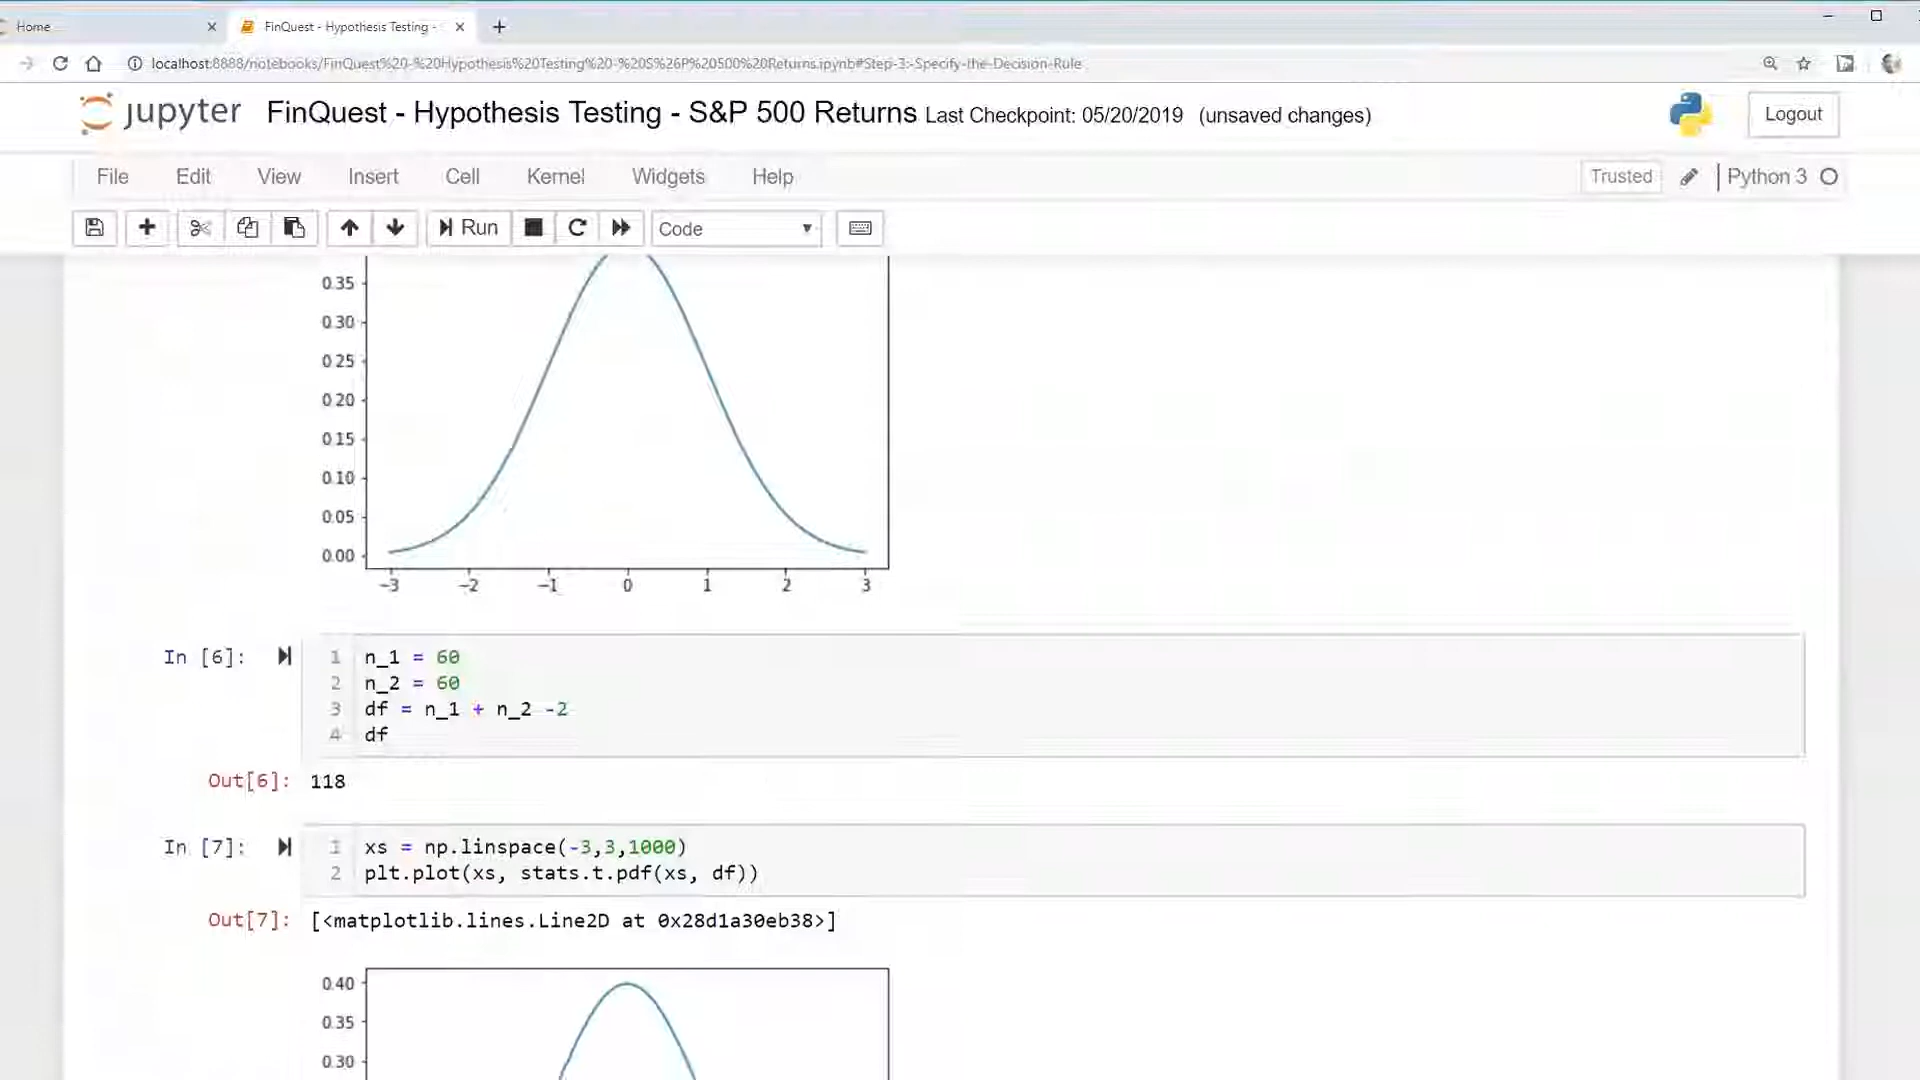 Home
FinQuest - Hypothesis Testing -
localhost:8888/notebooks/FinQuest%20-%20Hypothesis%20Testing%20-%20S%26P%20500%20Returns.ipynb#Step-3:-Specify-the-Decision-Rule
jupyter FinQuest - Hypothesis Testing - S&P 500 Returns Last Checkpoint: 05/20/2019 (unsaved changes) Logout
File Edit View Insert Cell Kernel Widgets Help Trusted Python 3
Run Code
0.35
0.30
0.25
0.20
0.15
0.10
0.05
0.00
−3 −2 −1 0 1 2 3
In [6]: 1 n_1 = 60
2 n_2 = 60
3 df = n_1 + n_2 -2
4 df
Out[6]: 118
In [7]: 1 xs = np.linspace(-3,3,1000)
2 plt.plot(xs, stats.t.pdf(xs, df))
Out[7]: [<matplotlib.lines.Line2D at 0x28d1a30eb38>]
0.40
0.35
0.30